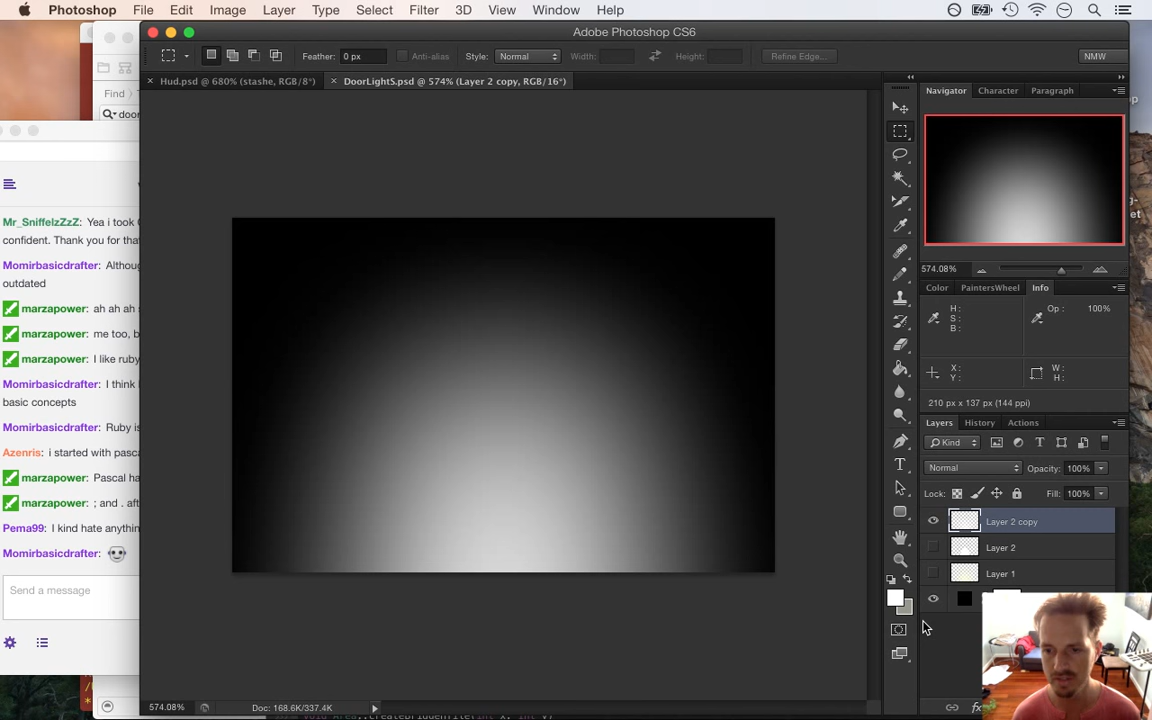 Photoshop File Edit Image Layer Type Select Filter 3D View Window Help
Adobe Photoshop CS6
Feather: 0 px Anti-alias Style: Normal Width: Height: Refine Edge... NMW
× Hud.psd @ 680% (stashe, RGB/8*) × DoorLightS.psd @ 574% (Layer 2 copy, RGB/16*)
Find
door
Navigator Character Paragraph
574.08%
Color PaintersWheel Info
H: Op: 100%
S:
B:
X: W:
Y: H:
210 px x 137 px (144 ppi)
Layers History Actions
Kind
Normal Opacity: 100%
Lock: Fill: 100%
Layer 2 copy
Layer 2
Layer 1
fx
Mr_SniffelzZzZ: Yea i took
confident. Thank you for tha
Momirbasicdrafter: Althou
outdated
marzapower: ah ah ah
marzapower: me too, b
marzapower: I like ruby
Momirbasicdrafter: I think
basic concepts
Momirbasicdrafter: Ruby is
Azenris: i started with pasca
marzapower: Pascal ha
marzapower: ; and . aft
Pema99: I kind hate anythin
Momirbasicdrafter:
Send a message
574.08% Doc: 168.6K/337.4K